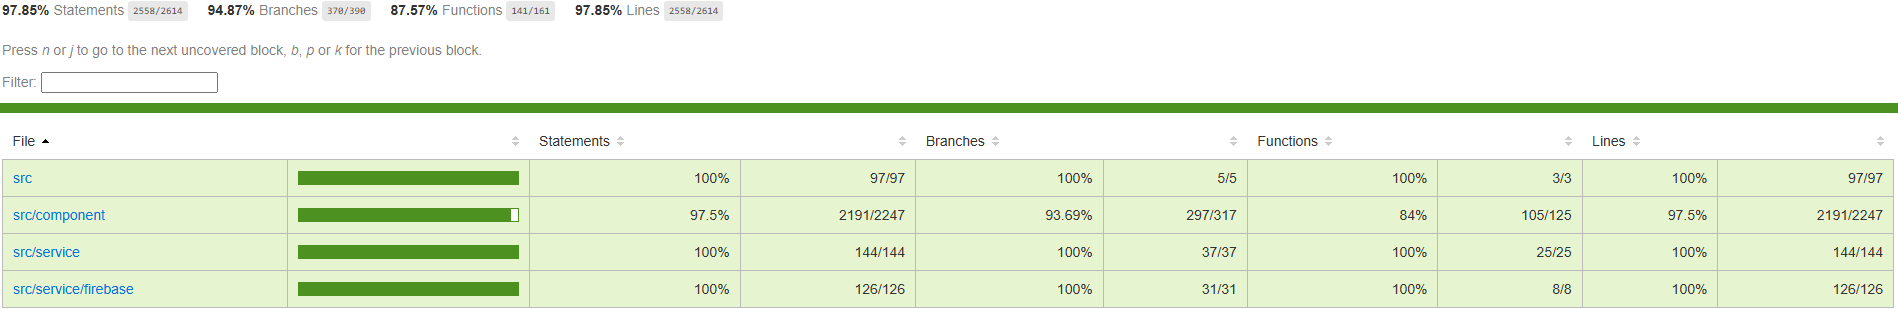 97.85% Statements 2558/2614 94.87% Branches 370/390 87.57% Functions 141/161 97.85% Lines 2558/2614
Press n or j to go to the next uncovered block, b, p or k for the previous block.
Filter:
File Statements Branches Functions Lines
src 100% 97/97 100% 5/5 100% 3/3 100% 97/97
src/component 97.5% 2191/2247 93.69% 297/317 84% 105/125 97.5% 2191/2247
src/service 100% 144/144 100% 37/37 100% 25/25 100% 144/144
src/service/firebase 100% 126/126 100% 31/31 100% 8/8 100% 126/126